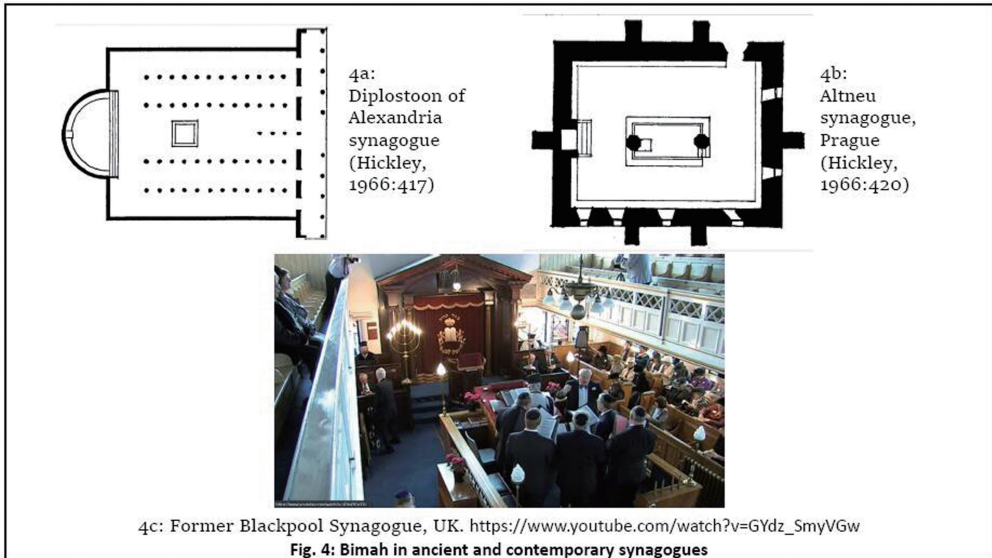 4a:
Diplostoon of
Alexandria
synagogue
(Hickley,
1966:417)
4b:
Altneu
synagogue,
Prague
(Hickley,
1966:420)
4c: Former Blackpool Synagogue, UK. https://www.youtube.com/watch?v=GYdz_SmyVGw
Fig. 4: Bimah in ancient and contemporary synagogues